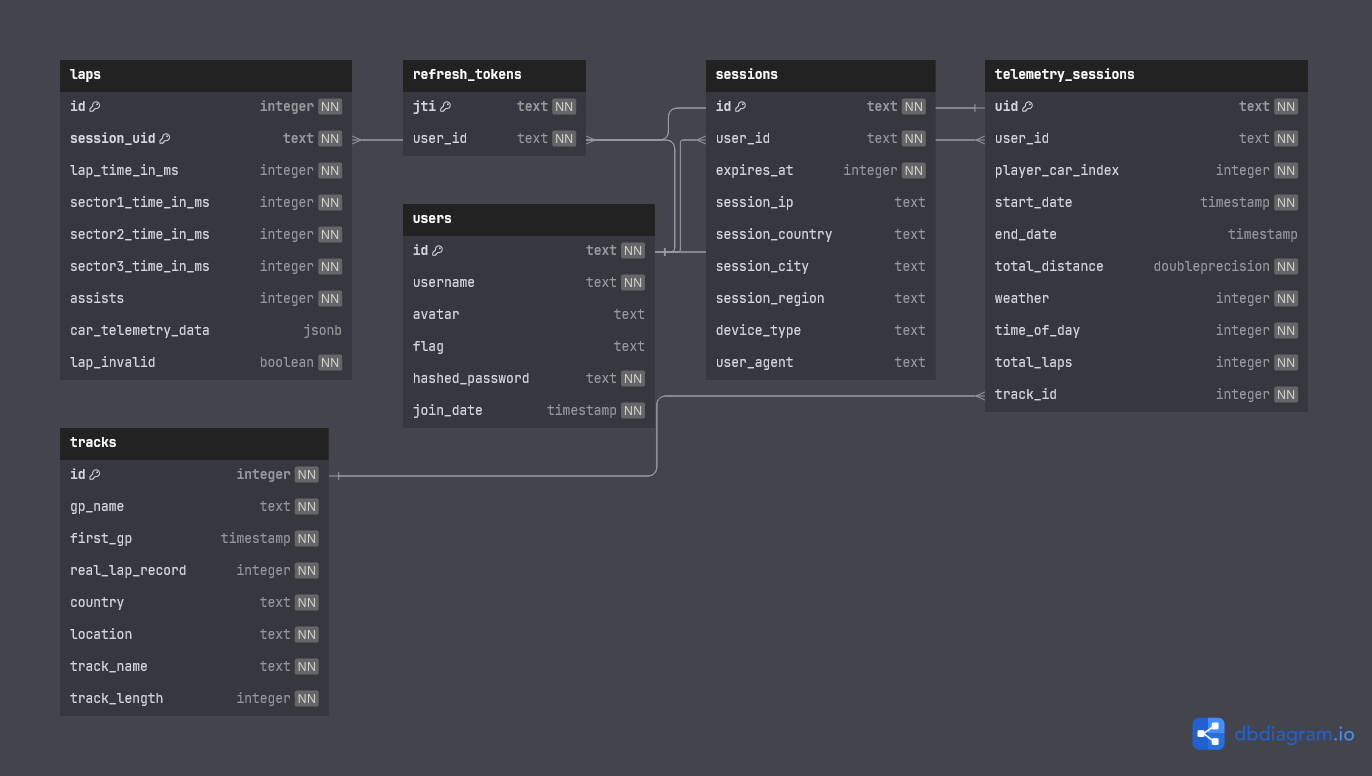 laps
id integer NN
session_uid text NN
lap_time_in_ms integer NN
sector1_time_in_ms integer NN
sector2_time_in_ms integer NN
sector3_time_in_ms integer NN
assists integer NN
car_telemetry_data jsonb
lap_invalid boolean NN
refresh_tokens
jti text NN
user_id text NN
users
id text NN
username text NN
avatar text
flag text
hashed_password text NN
join_date timestamp NN
sessions
id text NN
user_id text NN
expires_at integer NN
session_ip text
session_country text
session_city text
session_region text
device_type text
user_agent text
telemetry_sessions
uid text NN
user_id text NN
player_car_index integer NN
start_date timestamp NN
end_date timestamp
total_distance doubleprecision NN
weather integer NN
time_of_day integer NN
total_laps integer NN
track_id integer NN
tracks
id integer NN
gp_name text NN
first_gp timestamp NN
real_lap_record integer NN
country text NN
location text NN
track_name text NN
track_length integer NN
dbdiagram.io